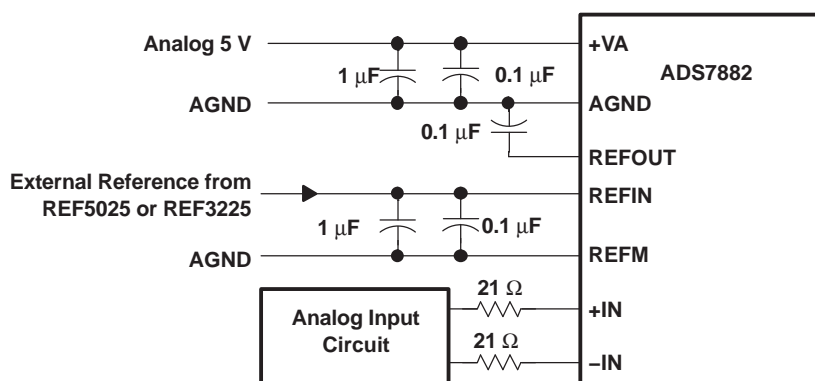 Analog 5 V
+VA
1 μF
0.1 μF
ADS7882
AGND
AGND
0.1 μF
REFOUT
External Reference from
REF5025 or REF3225
REFIN
1 μF
0.1 μF
AGND
REFM
21 Ω
+IN
Analog Input
Circuit
21 Ω
−IN